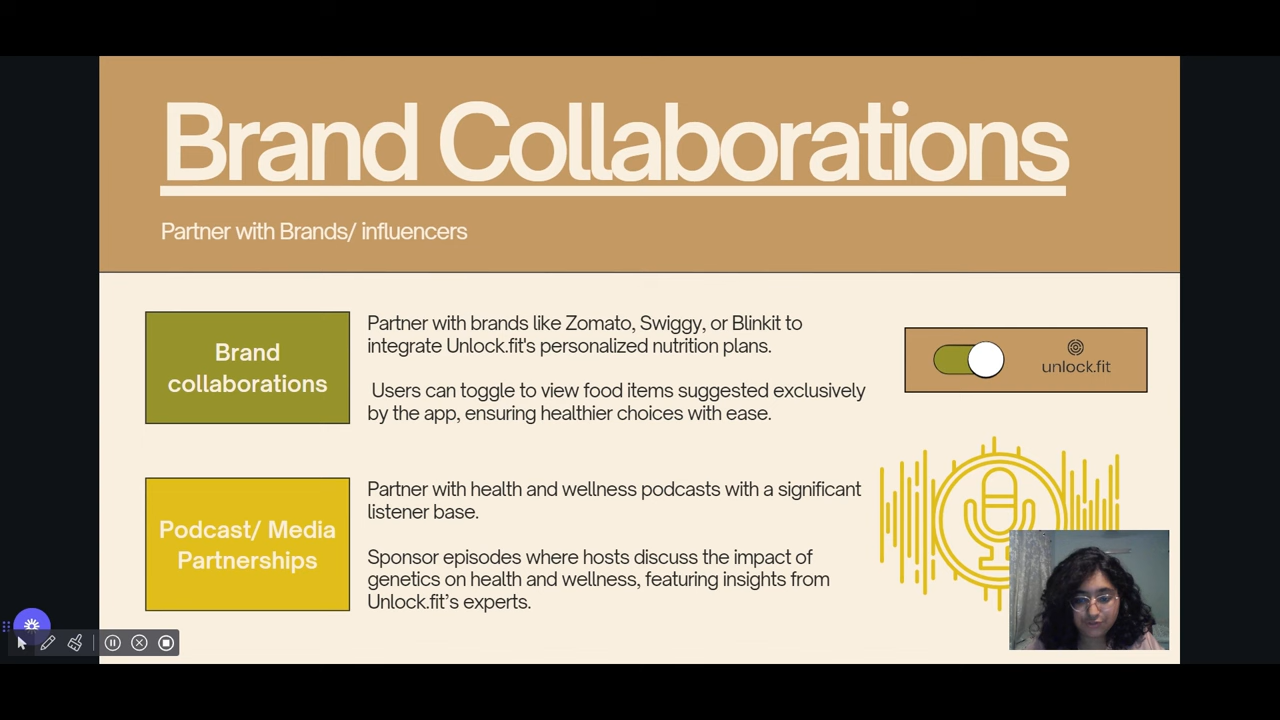 Brand Collaborations
Partner with Brands/ influencers
Brand
collaborations
Partner with brands like Zomato, Swiggy, or Blinkit to
integrate Unlock.fit's personalized nutrition plans.
Users can toggle to view food items suggested exclusively
by the app, ensuring healthier choices with ease.
unlock.fit
Podcast/ Media
Partnerships
Partner with health and wellness podcasts with a significant
listener base.
Sponsor episodes where hosts discuss the impact of
genetics on health and wellness, featuring insights from
Unlock.fit’s experts.